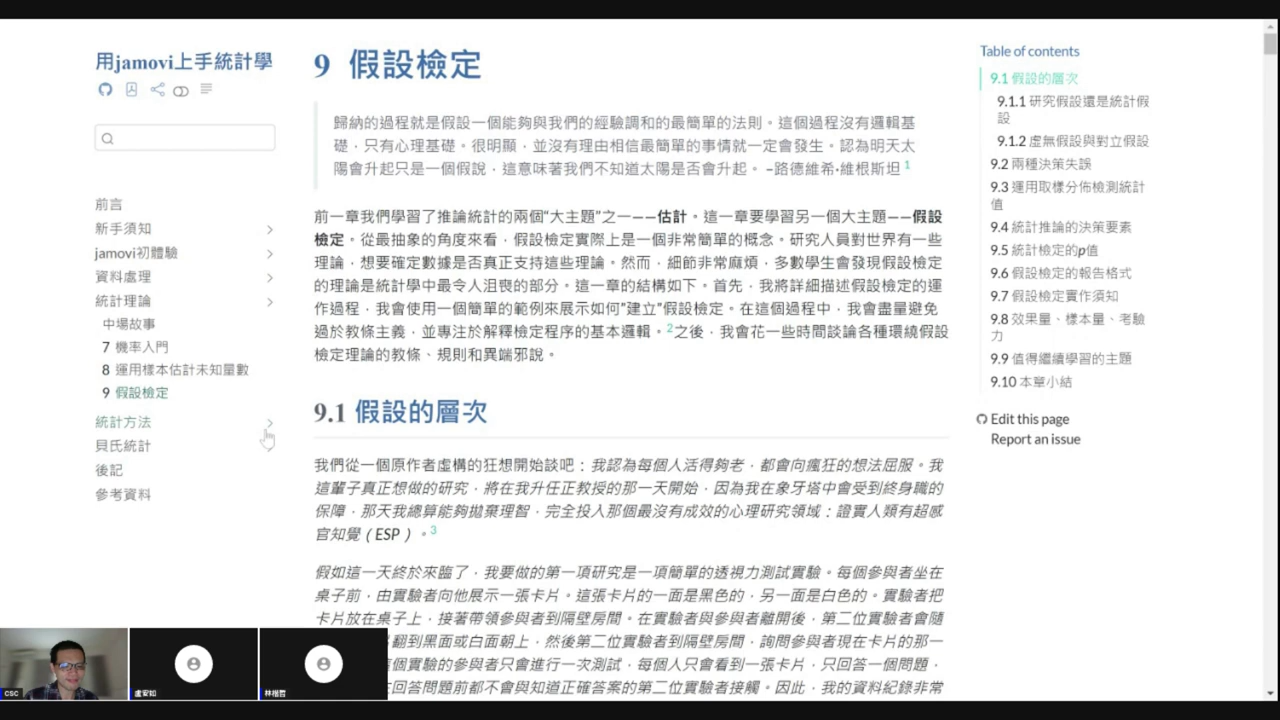 用jamovi上手統計學
前言
新手須知
jamovi初體驗
資料處理
統計理論
中場故事
7 機率入門
8 運用樣本估計未知量數
9 假設檢定
統計方法
貝氏統計
後記
參考資料
9 假設檢定
歸納的過程就是假設一個能夠與我們的經驗調和的最簡單的法則。這個過程沒有邏輯基
礎，只有心理基礎。很明顯，並沒有理由相信最簡單的事情就一定會發生。認為明天太
陽會升起只是一個假說，這意味著我們不知道太陽是否會升起。 –路德維希·維根斯坦 1
前一章我們學習了推論統計的兩個“大主題”之一——估計。這一章要學習另一個大主題——假設
檢定。從最抽象的角度來看，假設檢定實際上是一個非常簡單的概念。研究人員對世界有一些
理論，想要確定數據是否真正支持這些理論。然而，細節非常麻煩，多數學生會發現假設檢定
的理論是統計學中最令人沮喪的部分。這一章的結構如下。首先，我將詳細描述假設檢定的運
作過程，我會使用一個簡單的範例來展示如何”建立”假設檢定。在這個過程中，我會盡量避免
過於教條主義，並專注於解釋檢定程序的基本邏輯。2之後，我會花一些時間談論各種環繞假設
檢定理論的教條、規則和異端邪說。
9.1 假設的層次
我們從一個原作者虛構的狂想開始談吧：我認為每個人活得夠老，都會向瘋狂的想法屈服。我
這輩子真正想做的研究，將在我升任正教授的那一天開始，因為我在象牙塔中會受到終身職的
保障，那天我總算能夠拋棄理智，完全投入那個最沒有成效的心理研究領域：證實人類有超感
官知覺（ESP）。3
假如這一天終於來臨了，我要做的第一項研究是一項簡單的透視力測試實驗。每個參與者坐在
桌子前，由實驗者向他展示一張卡片。這張卡片的一面是黑色的，另一面是白色的。實驗者把
卡片放在桌子上，接著帶領參與者到隔壁房間。在實驗者與參與者離開後，第二位實驗者會隨
翻到黑面或白面朝上，然後第二位實驗者到隔壁房間，詢問參與者現在卡片的那一
個實驗的參與者只會進行一次測試，每個人只會看到一張卡片，只回答一個問題，
在回答問題前都不會與知道正確答案的第二位實驗者接觸。因此，我的資料紀錄非常
Table of contents
9.1 假設的層次
9.1.1 研究假設還是統計假
設
9.1.2 虛無假設與對立假設
9.2 兩種決策失誤
9.3 運用取樣分佈檢測統計
值
9.4 統計推論的決策要素
9.5 統計檢定的p值
9.6 假設檢定的報告格式
9.7 假設檢定實作須知
9.8 效果量、樣本量、考驗
力
9.9 值得繼續學習的主題
9.10 本章小結
Edit this page
Report an issue
CSC
盧安如